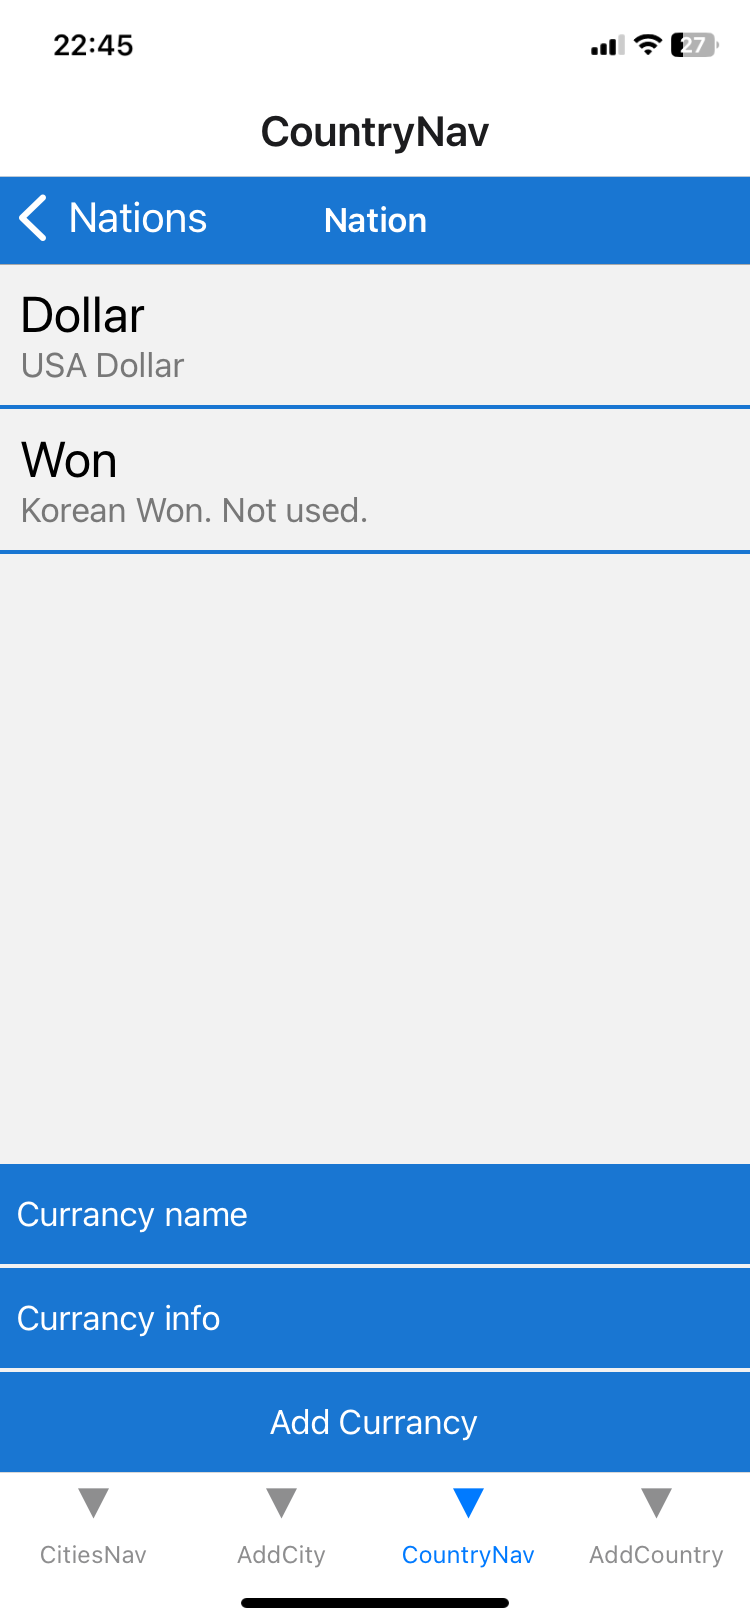 22:45
27
CountryNav
Nations
Nation
Dollar
USA Dollar
Won
Korean Won. Not used.
Currancy name
Currancy info
Add Currancy
CitiesNav
AddCity
CountryNav
AddCountry